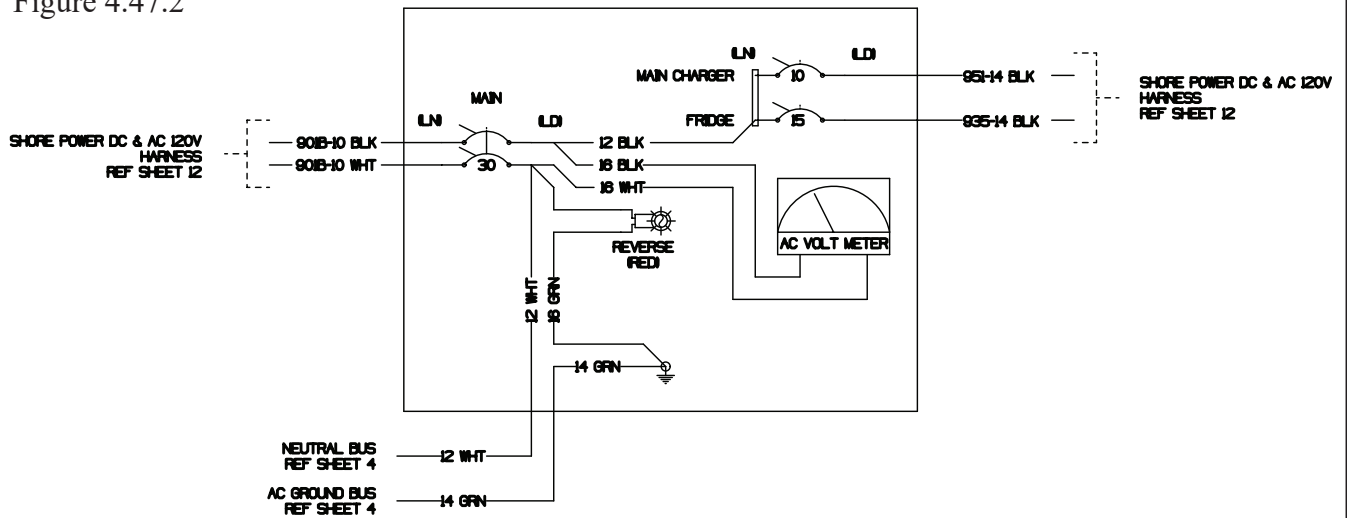 Figure 4.47.2
(LN)
(LD)
MAIN CHARGER
10
951-14 BLK
SHORE POWER DC & AC 120V
HARNESS
REF SHEET 12
MAIN
(LN)
(LD)
FRIDGE
15
935-14 BLK
SHORE POWER DC & AC 120V
HARNESS
REF SHEET 12
901B-10 BLK
12 BLK
901B-10 WHT
30
16 BLK
16 WHT
REVERSE
(RED)
AC VOLT METER
12 WHT
16 GRN
14 GRN
NEUTRAL BUS
REF SHEET 4
12 WHT
AC GROUND BUS
REF SHEET 4
14 GRN